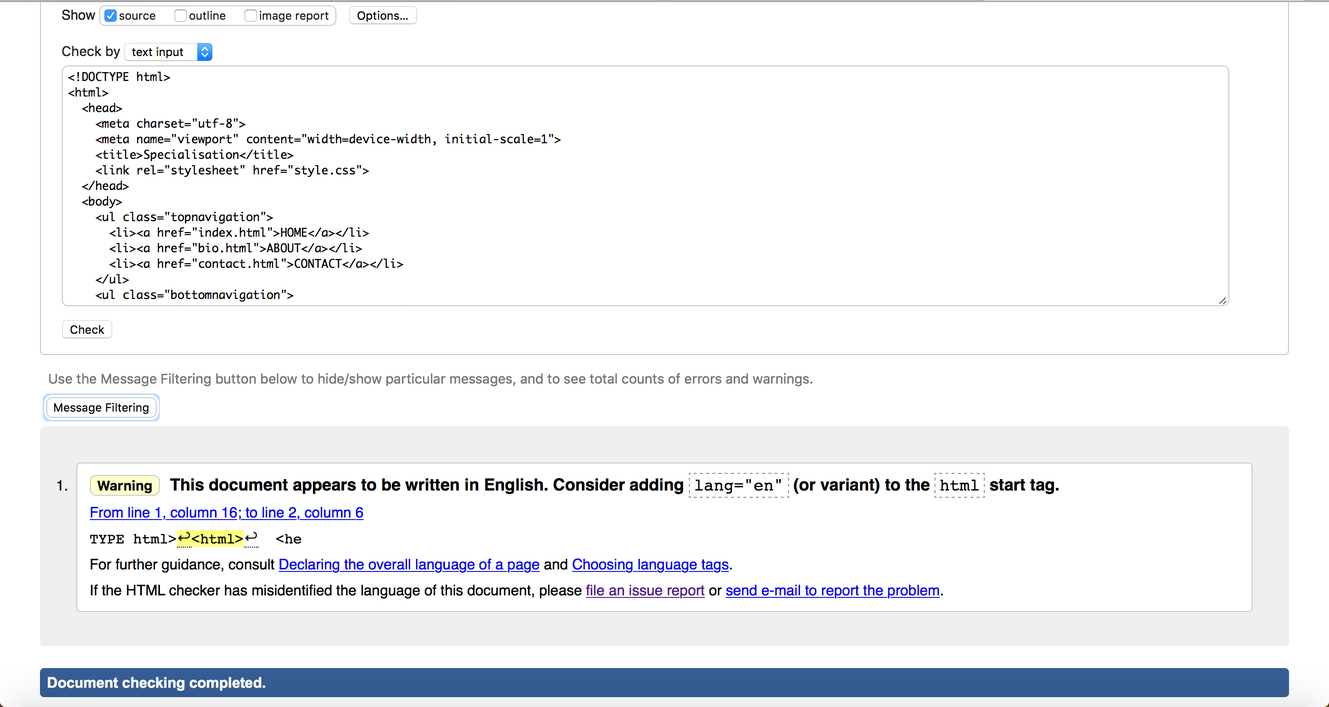 Show source outline image report Options...
Check by text input
<!DOCTYPE html>
<html>
  <head>
    <meta charset="utf-8">
    <meta name="viewport" content="width=device-width, initial-scale=1">
    <title>Specialisation</title>
    <link rel="stylesheet" href="style.css">
  </head>
  <body>
    <ul class="topnavigation">
      <li><a href="index.html">HOME</a></li>
      <li><a href="bio.html">ABOUT</a></li>
      <li><a href="contact.html">CONTACT</a></li>
    </ul>
    <ul class="bottomnavigation">
Check
Use the Message Filtering button below to hide/show particular messages, and to see total counts of errors and warnings.
Message Filtering
1. Warning This document appears to be written in English. Consider adding lang="en" (or variant) to the html start tag.
From line 1, column 16; to line 2, column 6
TYPE html>↩<html>↩  <he
For further guidance, consult Declaring the overall language of a page and Choosing language tags.
If the HTML checker has misidentified the language of this document, please file an issue report or send e-mail to report the problem.
Document checking completed.